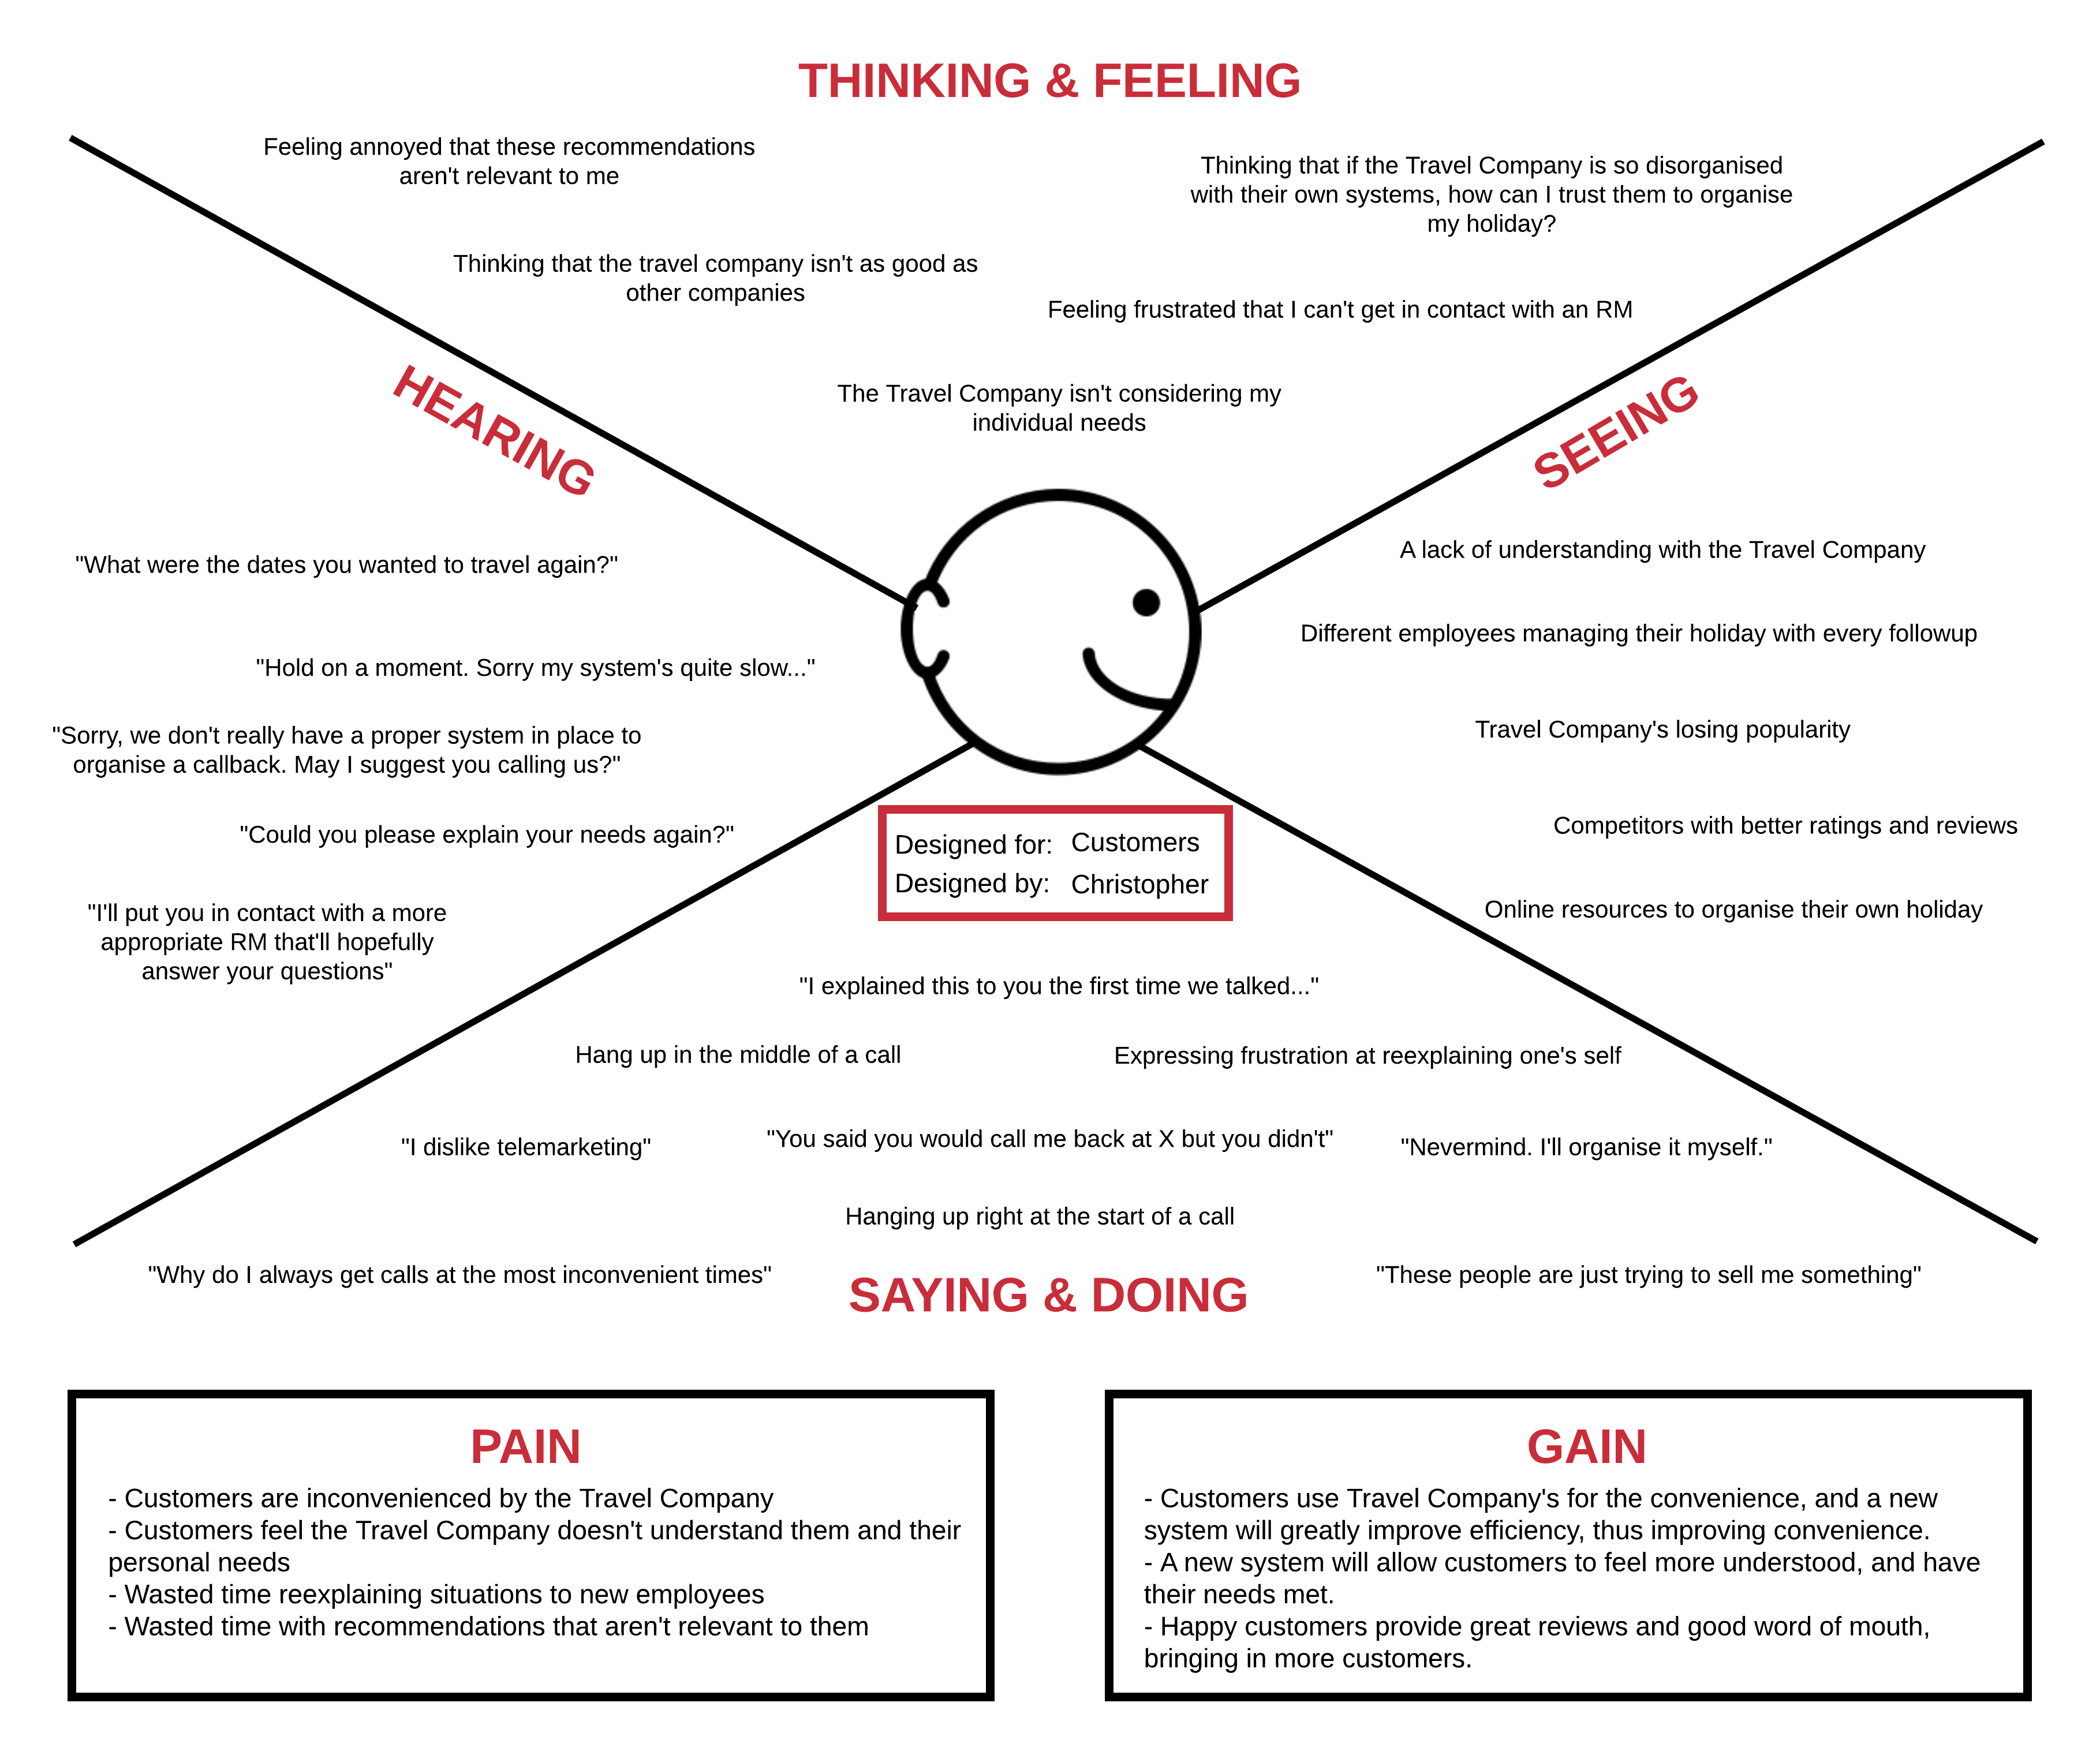 THINKING & FEELING
Feeling annoyed that these recommendations
aren't relevant to me
Thinking that if the Travel Company is so disorganised
with their own systems, how can I trust them to organise
my holiday?
Thinking that the travel company isn't as good as
other companies
Feeling frustrated that I can't get in contact with an RM
The Travel Company isn't considering my
individual needs
HEARING
"What were the dates you wanted to travel again?"
"Hold on a moment. Sorry my system's quite slow..."
"Sorry, we don't really have a proper system in place to
organise a callback. May I suggest you calling us?"
"Could you please explain your needs again?"
"I'll put you in contact with a more
appropriate RM that'll hopefully
answer your questions"
SEEING
A lack of understanding with the Travel Company
Different employees managing their holiday with every followup
Travel Company's losing popularity
Competitors with better ratings and reviews
Online resources to organise their own holiday
Designed for: Customers
Designed by: Christopher
"I explained this to you the first time we talked..."
Hang up in the middle of a call
Expressing frustration at reexplaining one's self
"I dislike telemarketing"
"You said you would call me back at X but you didn't"
"Nevermind. I'll organise it myself."
Hanging up right at the start of a call
"Why do I always get calls at the most inconvenient times"
"These people are just trying to sell me something"
SAYING & DOING
PAIN
- Customers are inconvenienced by the Travel Company
- Customers feel the Travel Company doesn't understand them and their
personal needs
- Wasted time reexplaining situations to new employees
- Wasted time with recommendations that aren't relevant to them
GAIN
- Customers use Travel Company's for the convenience, and a new
system will greatly improve efficiency, thus improving convenience.
- A new system will allow customers to feel more understood, and have
their needs met.
- Happy customers provide great reviews and good word of mouth,
bringing in more customers.